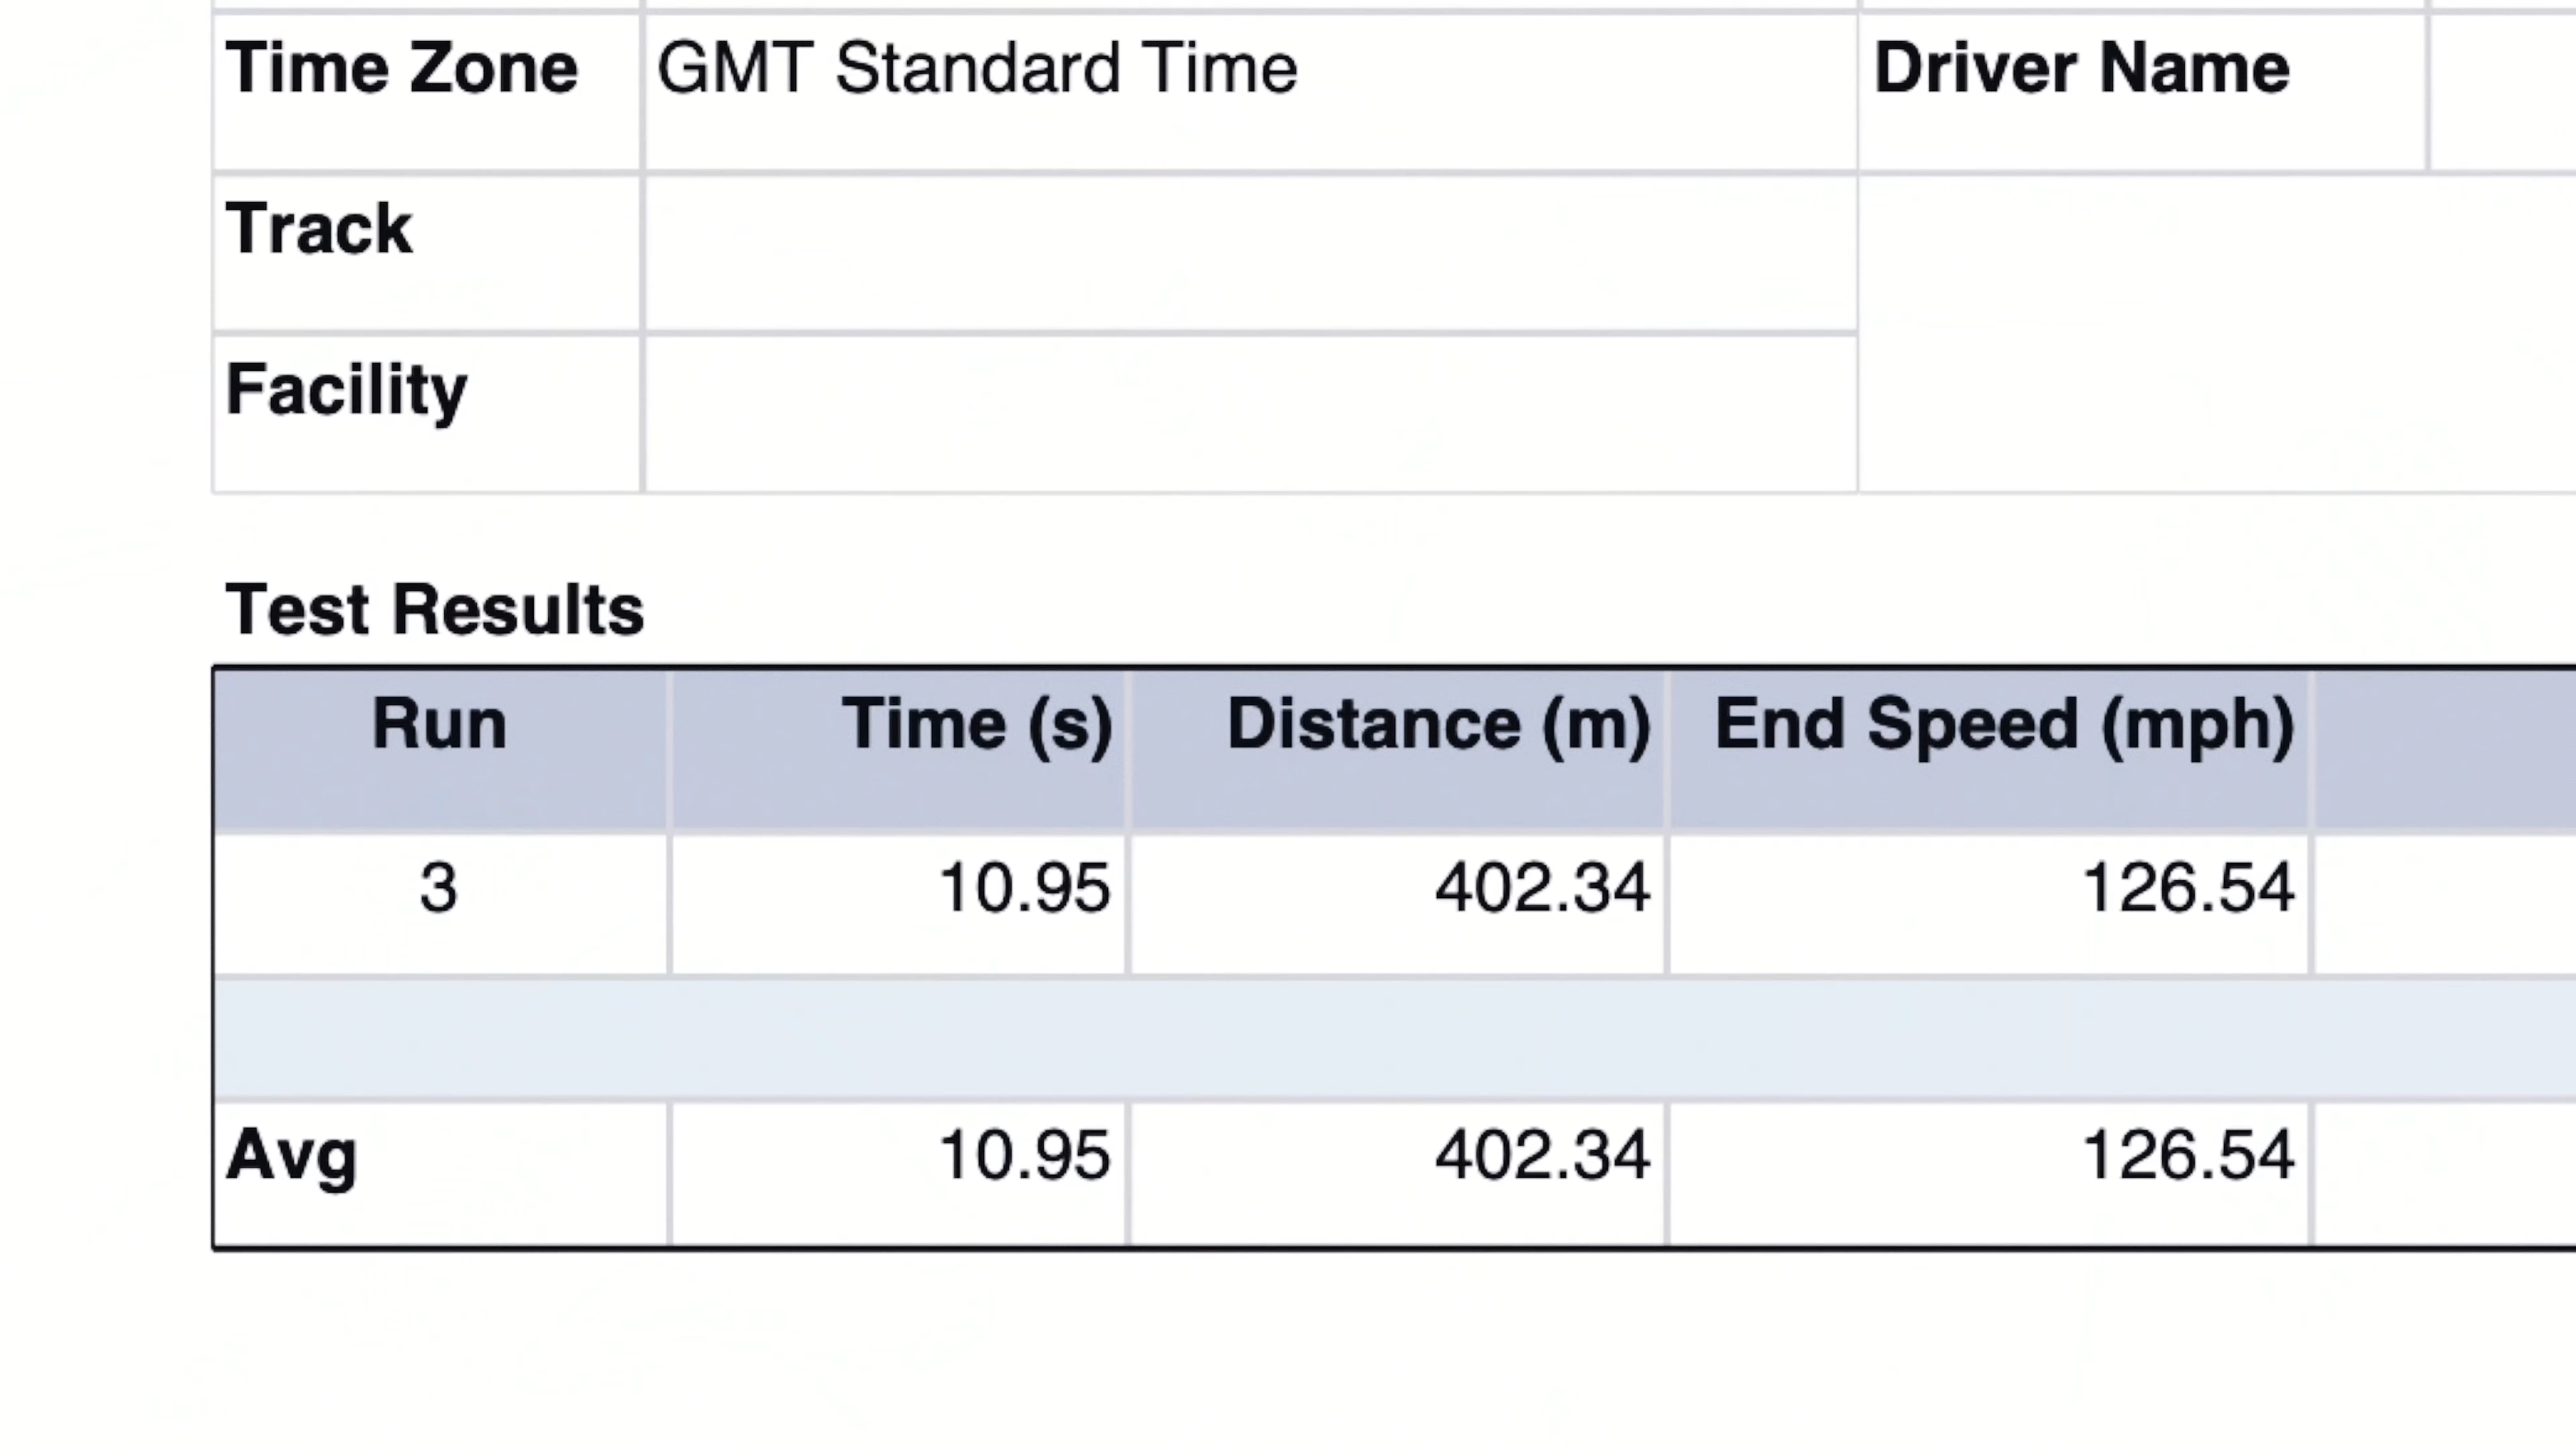 Time Zone GMT Standard Time Driver Name
Track
Facility
Test Results
Run Time (s) Distance (m) End Speed (mph)
3 10.95 402.34 126.54
Avg 10.95 402.34 126.54